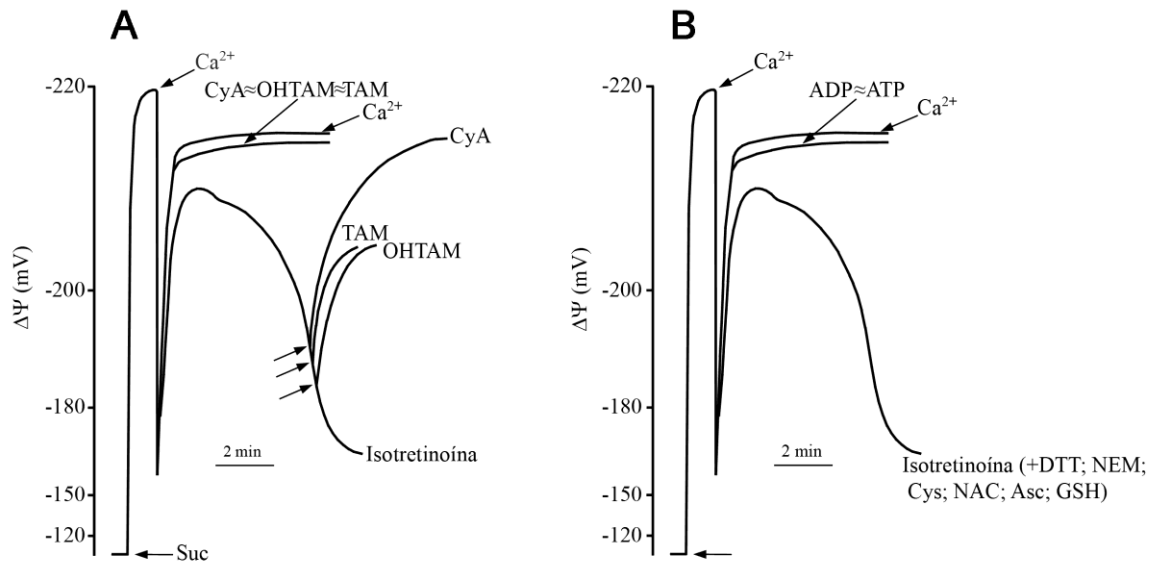 A
Ca²⁺
-220
CyA≈OHTAM≈TAM
Ca²⁺
CyA
TAM
OHTAM
-200
ΔΨ (mV)
-180
2 min
Isotretinoína
-150
-120
Suc
B
Ca²⁺
-220
ADP≈ATP
Ca²⁺
-200
ΔΨ (mV)
-180
2 min
Isotretinoína (+DTT; NEM;
Cys; NAC; Asc; GSH)
-150
-120